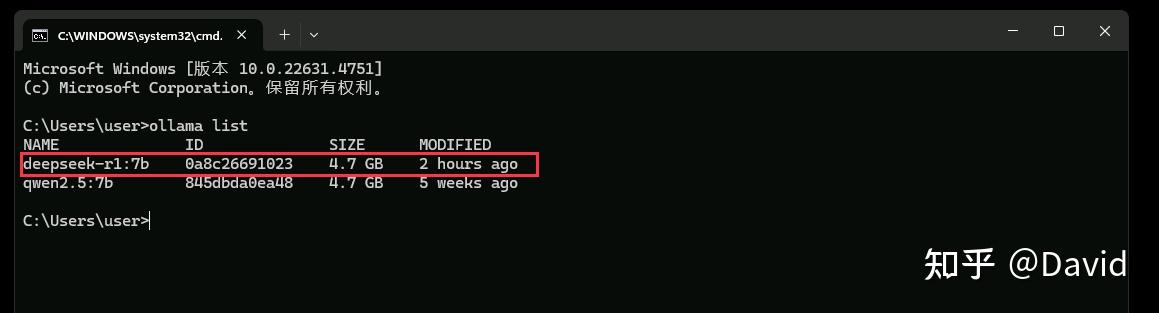 C:\WINDOWS\system32\cmd.
Microsoft Windows [版本 10.0.22631.4751]
(c) Microsoft Corporation。保留所有权利。
C:\Users\user>ollama list
NAME ID SIZE MODIFIED
deepseek-r1:7b 0a8c26691023 4.7 GB 2 hours ago
qwen2.5:7b 845dbda0ea48 4.7 GB 5 weeks ago
C:\Users\user>
知乎 @David